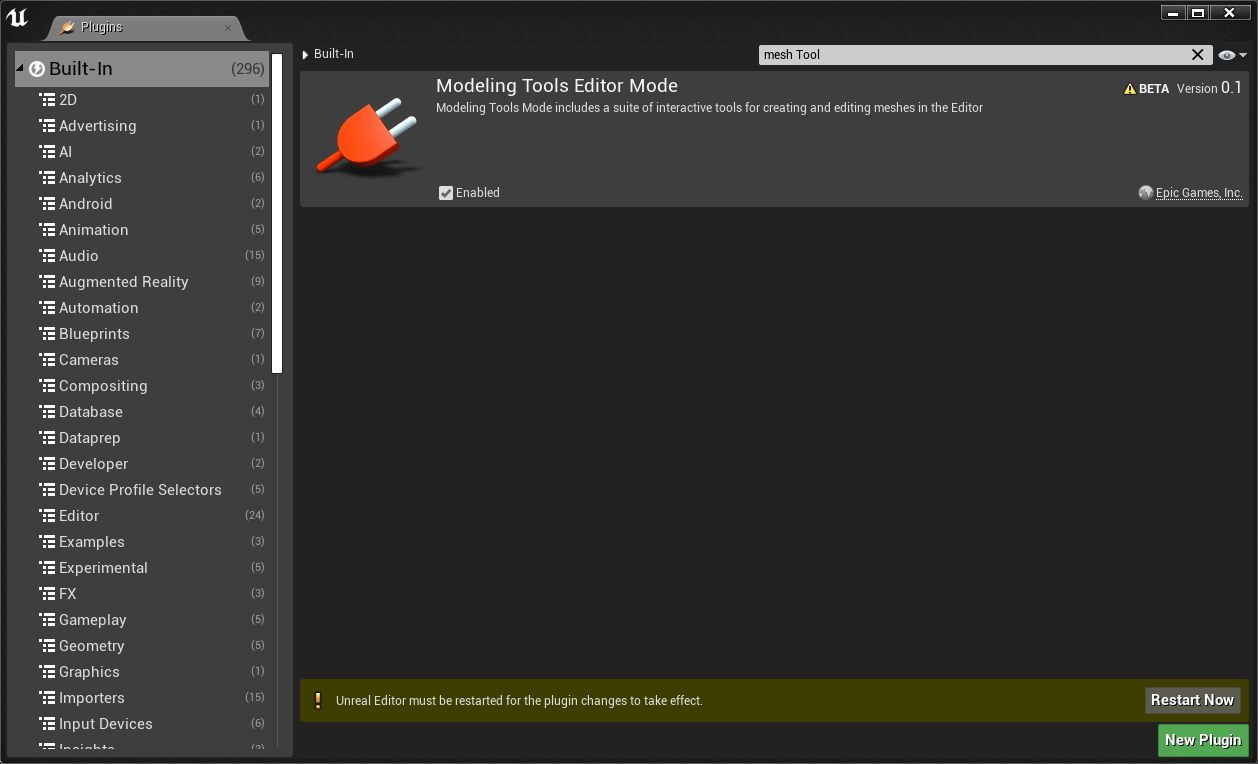 Plugins
Built-In (296)
2D (1)
Advertising (1)
AI (2)
Analytics (6)
Android (2)
Animation (5)
Audio (15)
Augmented Reality (9)
Automation (2)
Blueprints (7)
Cameras (1)
Compositing (3)
Database (4)
Dataprep (1)
Developer (2)
Device Profile Selectors (5)
Editor (24)
Examples (3)
Experimental (5)
FX (3)
Gameplay (5)
Geometry (5)
Graphics (1)
Importers (15)
Input Devices (6)
Insights (3)
Built-In
mesh Tool
Modeling Tools Editor Mode
BETA Version 0.1
Modeling Tools Mode includes a suite of interactive tools for creating and editing meshes in the Editor
Enabled
Epic Games, Inc.
Unreal Editor must be restarted for the plugin changes to take effect.
Restart Now
New Plugin